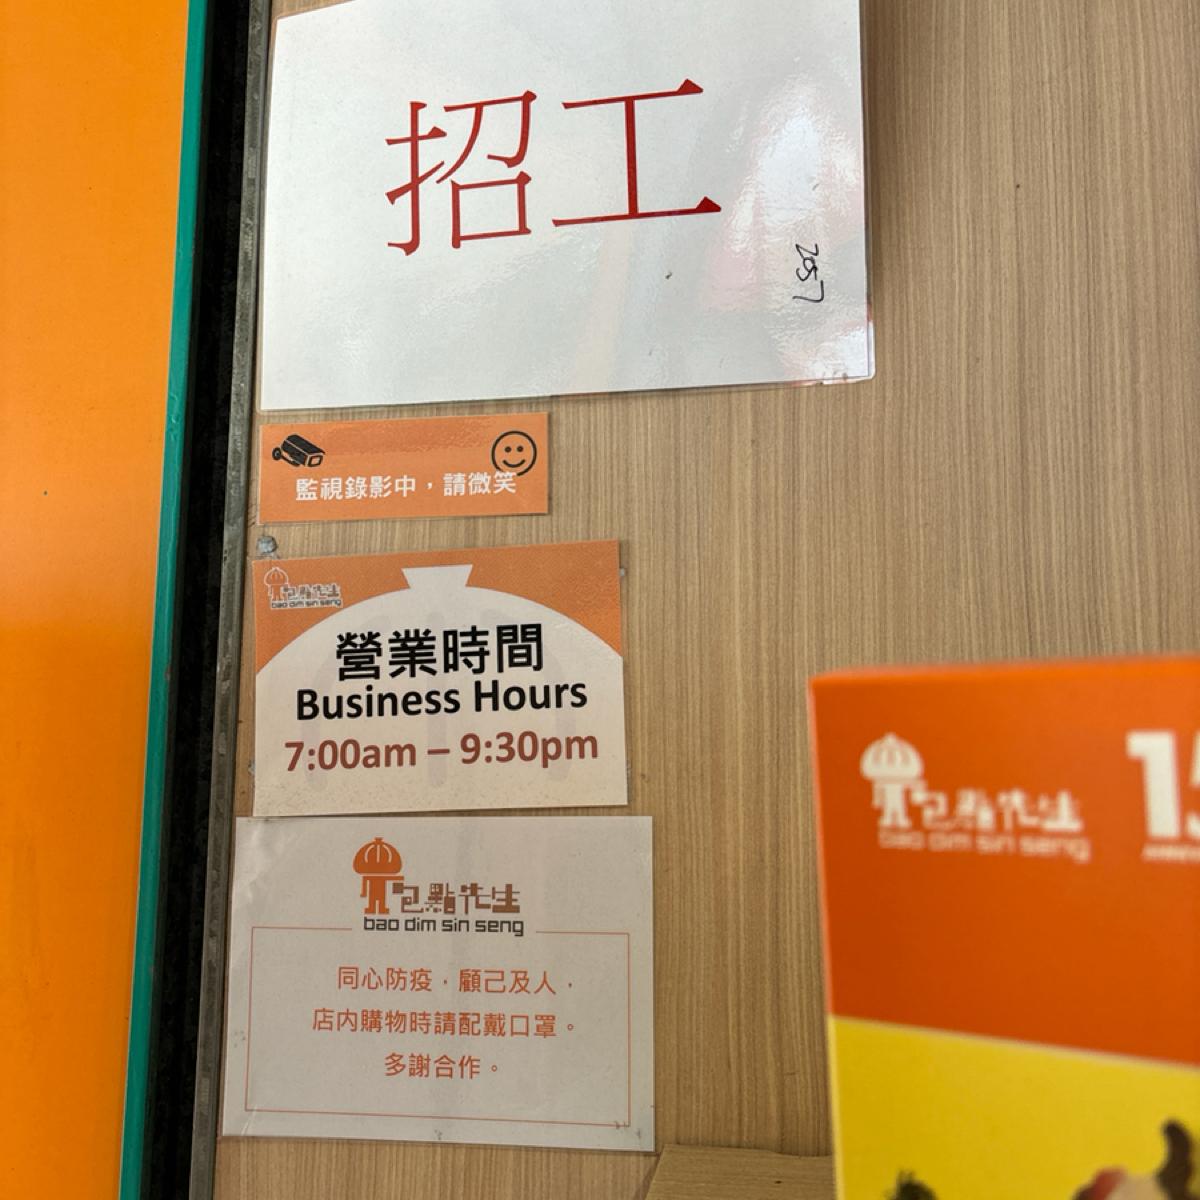 招工
2057
監視錄影中，請微笑
包點先生
bao dim sin seng
營業時間
Business Hours
7:00am – 9:30pm
包點先生
bao dim sin seng
同心防疫，顧己及人，
店內購物時請配戴口罩。
多謝合作。
包點先生
bao dim sin seng